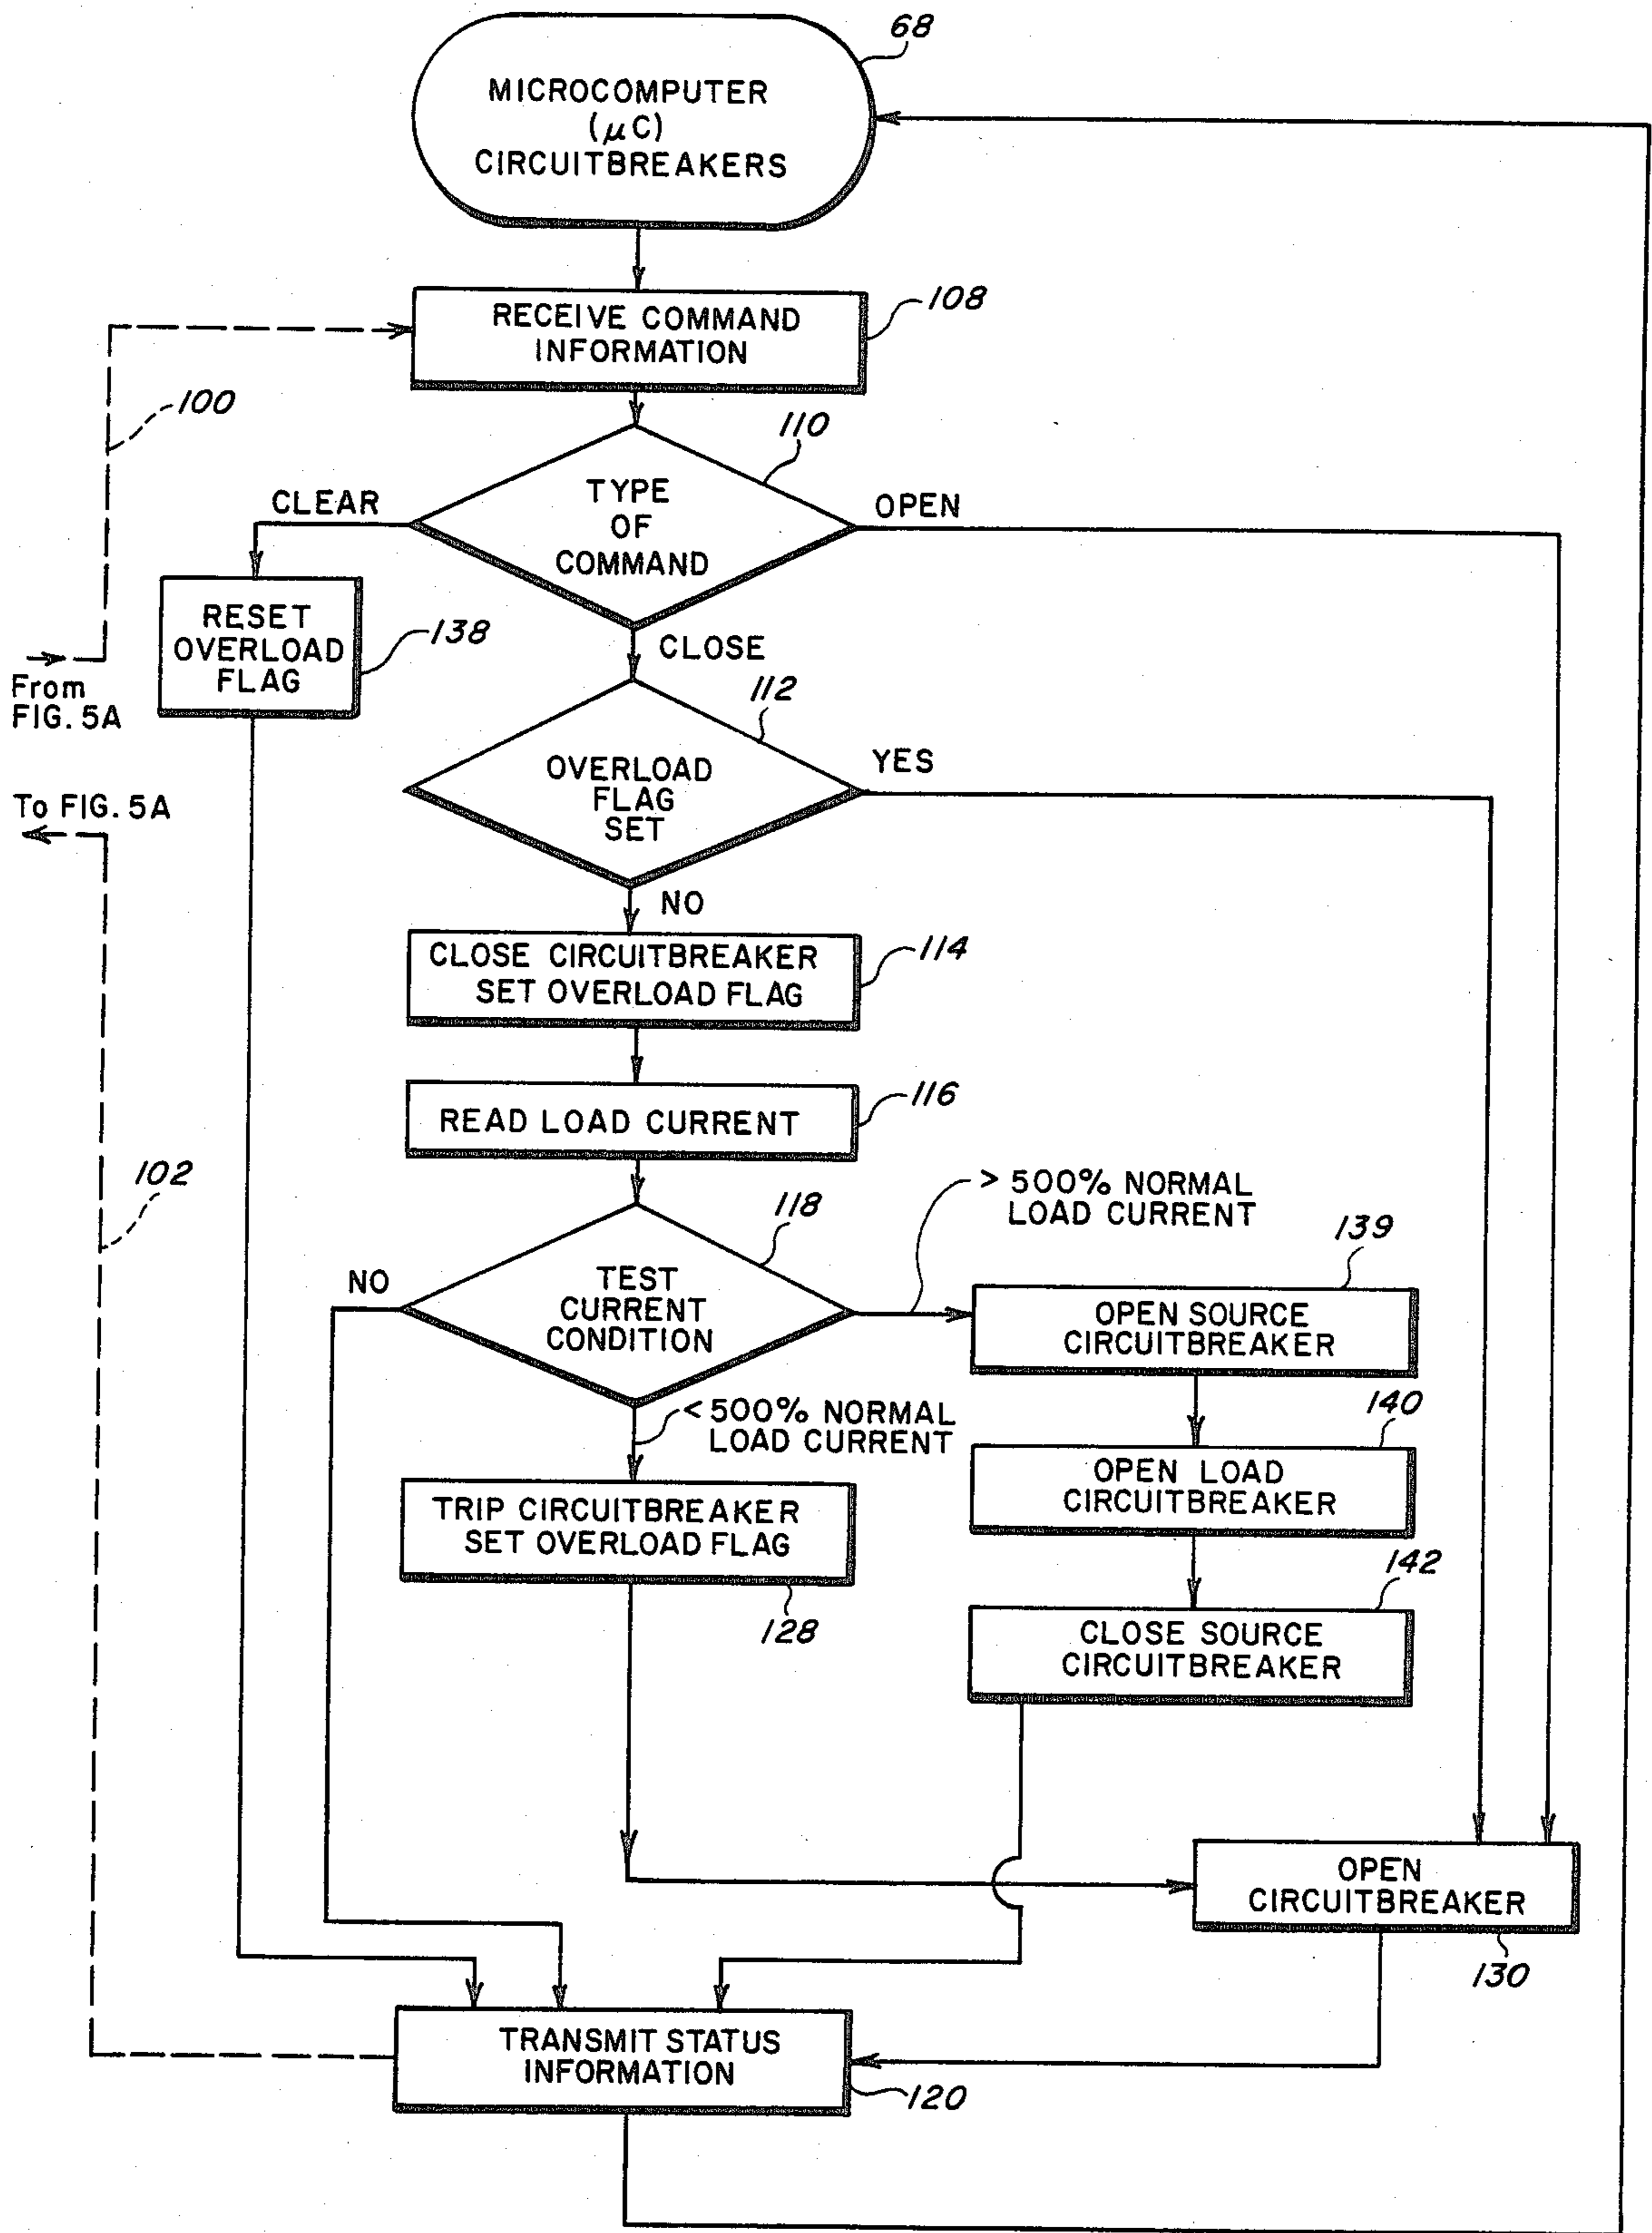 68
MICROCOMPUTER
(μC)
CIRCUITBREAKERS
108
RECEIVE COMMAND
INFORMATION
100
110
TYPE
OF
COMMAND
CLEAR
OPEN
RESET
OVERLOAD
FLAG
138
CLOSE
From
FIG. 5A
112
OVERLOAD
FLAG
SET
YES
To FIG. 5A
NO
CLOSE CIRCUITBREAKER
SET OVERLOAD FLAG
114
READ LOAD CURRENT
116
102
> 500% NORMAL
LOAD CURRENT
118
139
NO
TEST
CURRENT
CONDITION
OPEN SOURCE
CIRCUITBREAKER
140
< 500% NORMAL
LOAD CURRENT
OPEN LOAD
CIRCUITBREAKER
TRIP CIRCUITBREAKER
SET OVERLOAD FLAG
142
128
CLOSE SOURCE
CIRCUITBREAKER
OPEN
CIRCUITBREAKER
130
TRANSMIT STATUS
INFORMATION
120